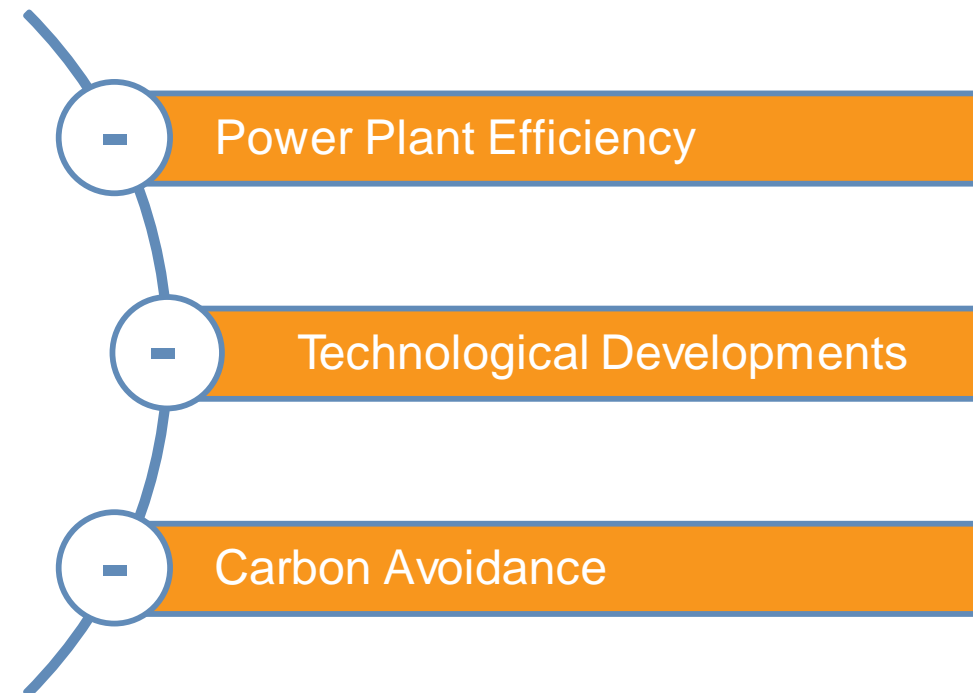 - Power Plant Efficiency
- Technological Developments
- Carbon Avoidance